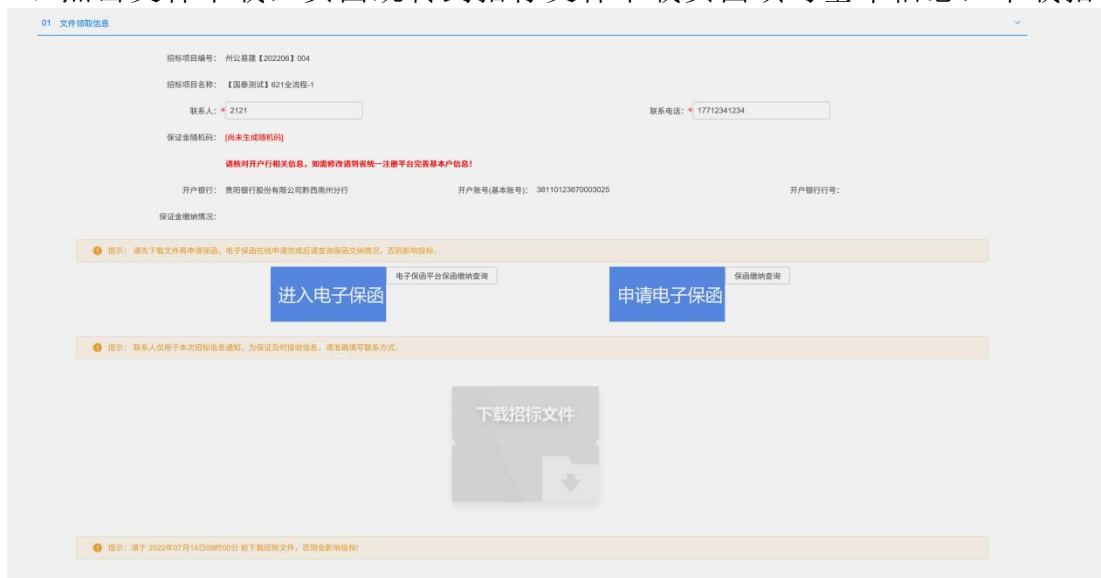 01 文件领取信息
招标项目编号： 州公易建【202206】004
招标项目名称： 【国泰测试】621全流程-1
联系人：* 2121 联系电话：* 17712341234
保证金随机码： [尚未生成随机码]
请核对开户行相关信息，如需修改请到省统一注册平台完善基本户信息！
开户银行： 贵阳银行股份有限公司黔西南州分行 开户账号(基本账号)： 38110123670003025 开户银行行号：
保证金缴纳情况：
提示： 请先下载文件再申请保函，电子保函在线申请完成后请查询保函交纳情况，否则影响投标。
进入电子保函 电子保函平台保函缴纳查询 申请电子保函 保函缴纳查询
提示： 联系人仅用于本次招标信息通知，为保证及时接收信息，请准确填写联系方式。
下载招标文件
提示：请于 2022年07月14日09时00分 前下载招标文件，否则会影响投标!